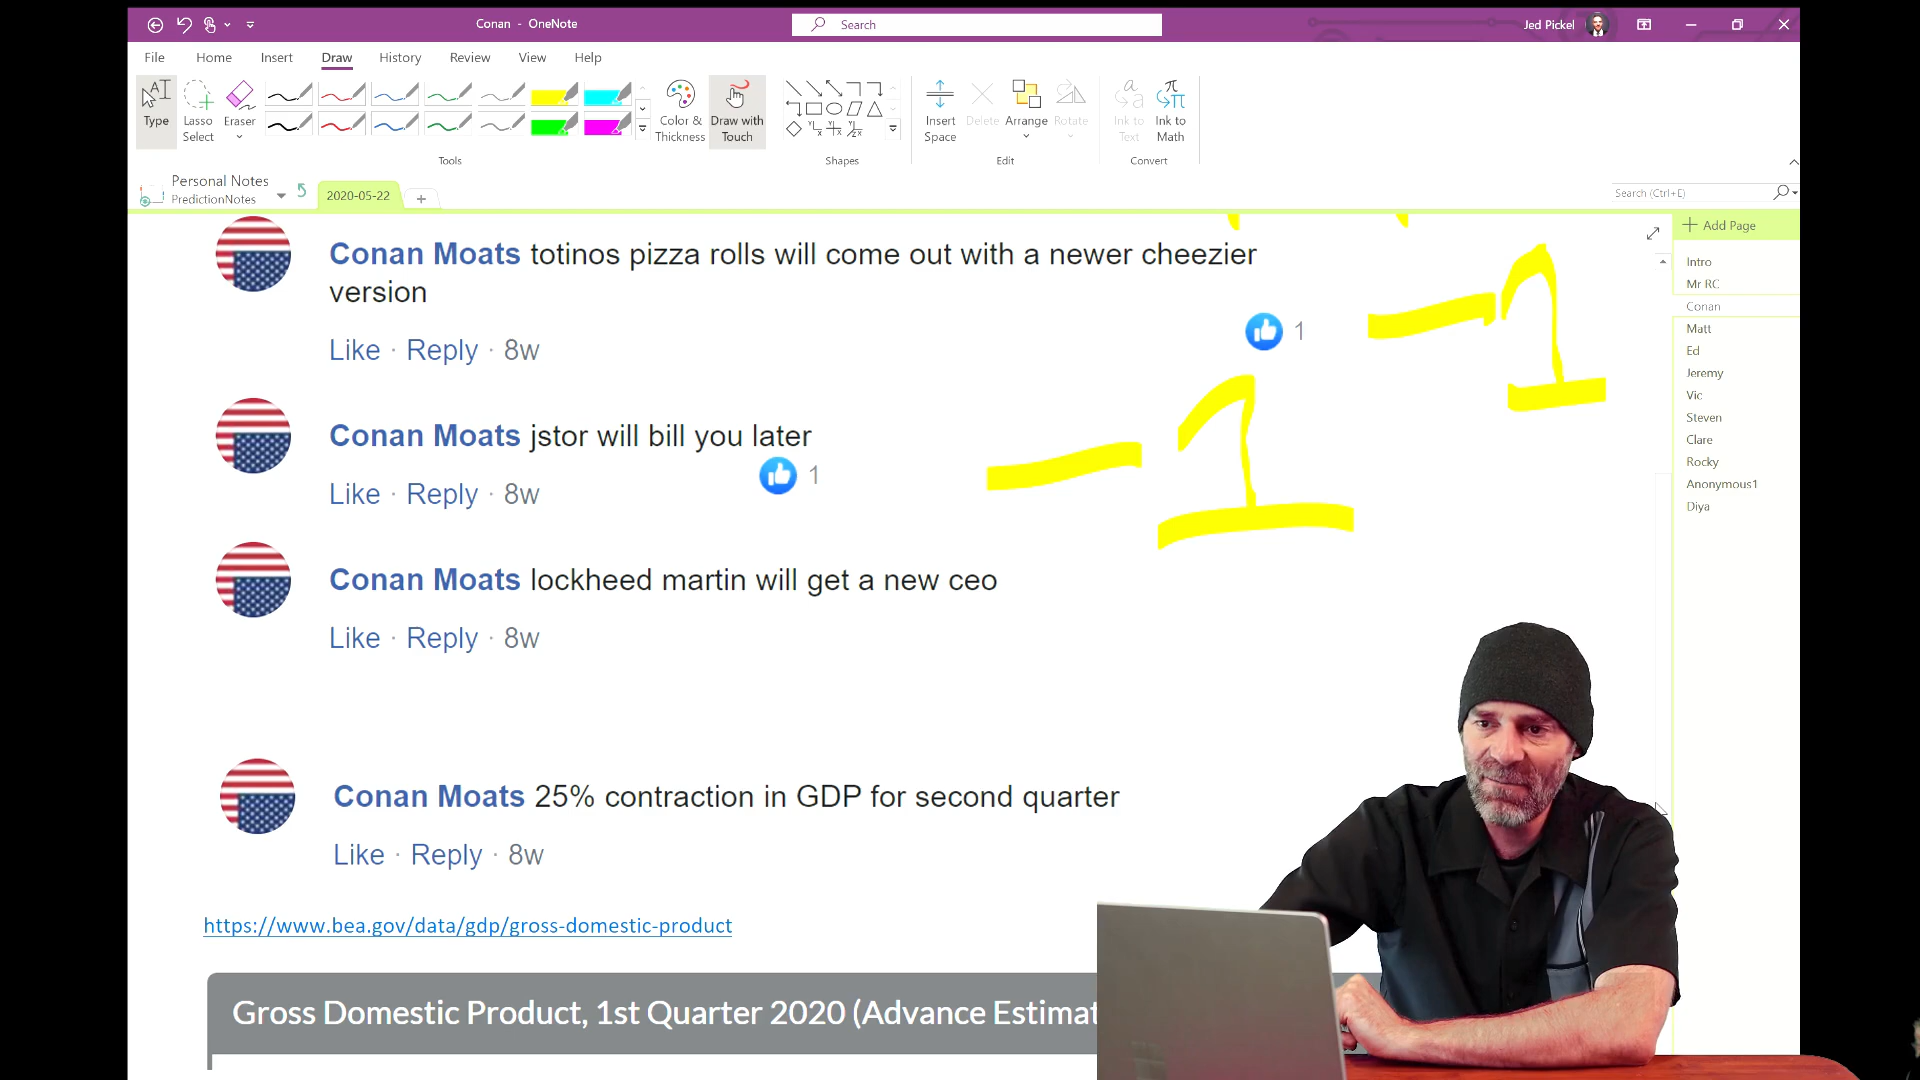 Conan - OneNote
Search
Jed Pickel
File Home Insert Draw History Review View Help
Type
Lasso Select
Eraser
Color & Thickness
Draw with Touch
Insert Space
Delete
Arrange
Rotate
Ink to Text
Ink to Math
Tools
Shapes
Edit
Convert
Personal Notes
PredictionNotes
2020-05-22
Search (Ctrl+E)
Add Page
Intro
Mr RC
Conan
Matt
Ed
Jeremy
Vic
Steven
Clare
Rocky
Anonymous1
Diya
Conan Moats totinos pizza rolls will come out with a newer cheezier
version
1
Like · Reply · 8w
-1
Conan Moats jstor will bill you later
1
Like · Reply · 8w
-1
Conan Moats lockheed martin will get a new ceo
Like · Reply · 8w
Conan Moats 25% contraction in GDP for second quarter
Like · Reply · 8w
https://www.bea.gov/data/gdp/gross-domestic-product
Gross Domestic Product, 1st Quarter 2020 (Advance Estimat